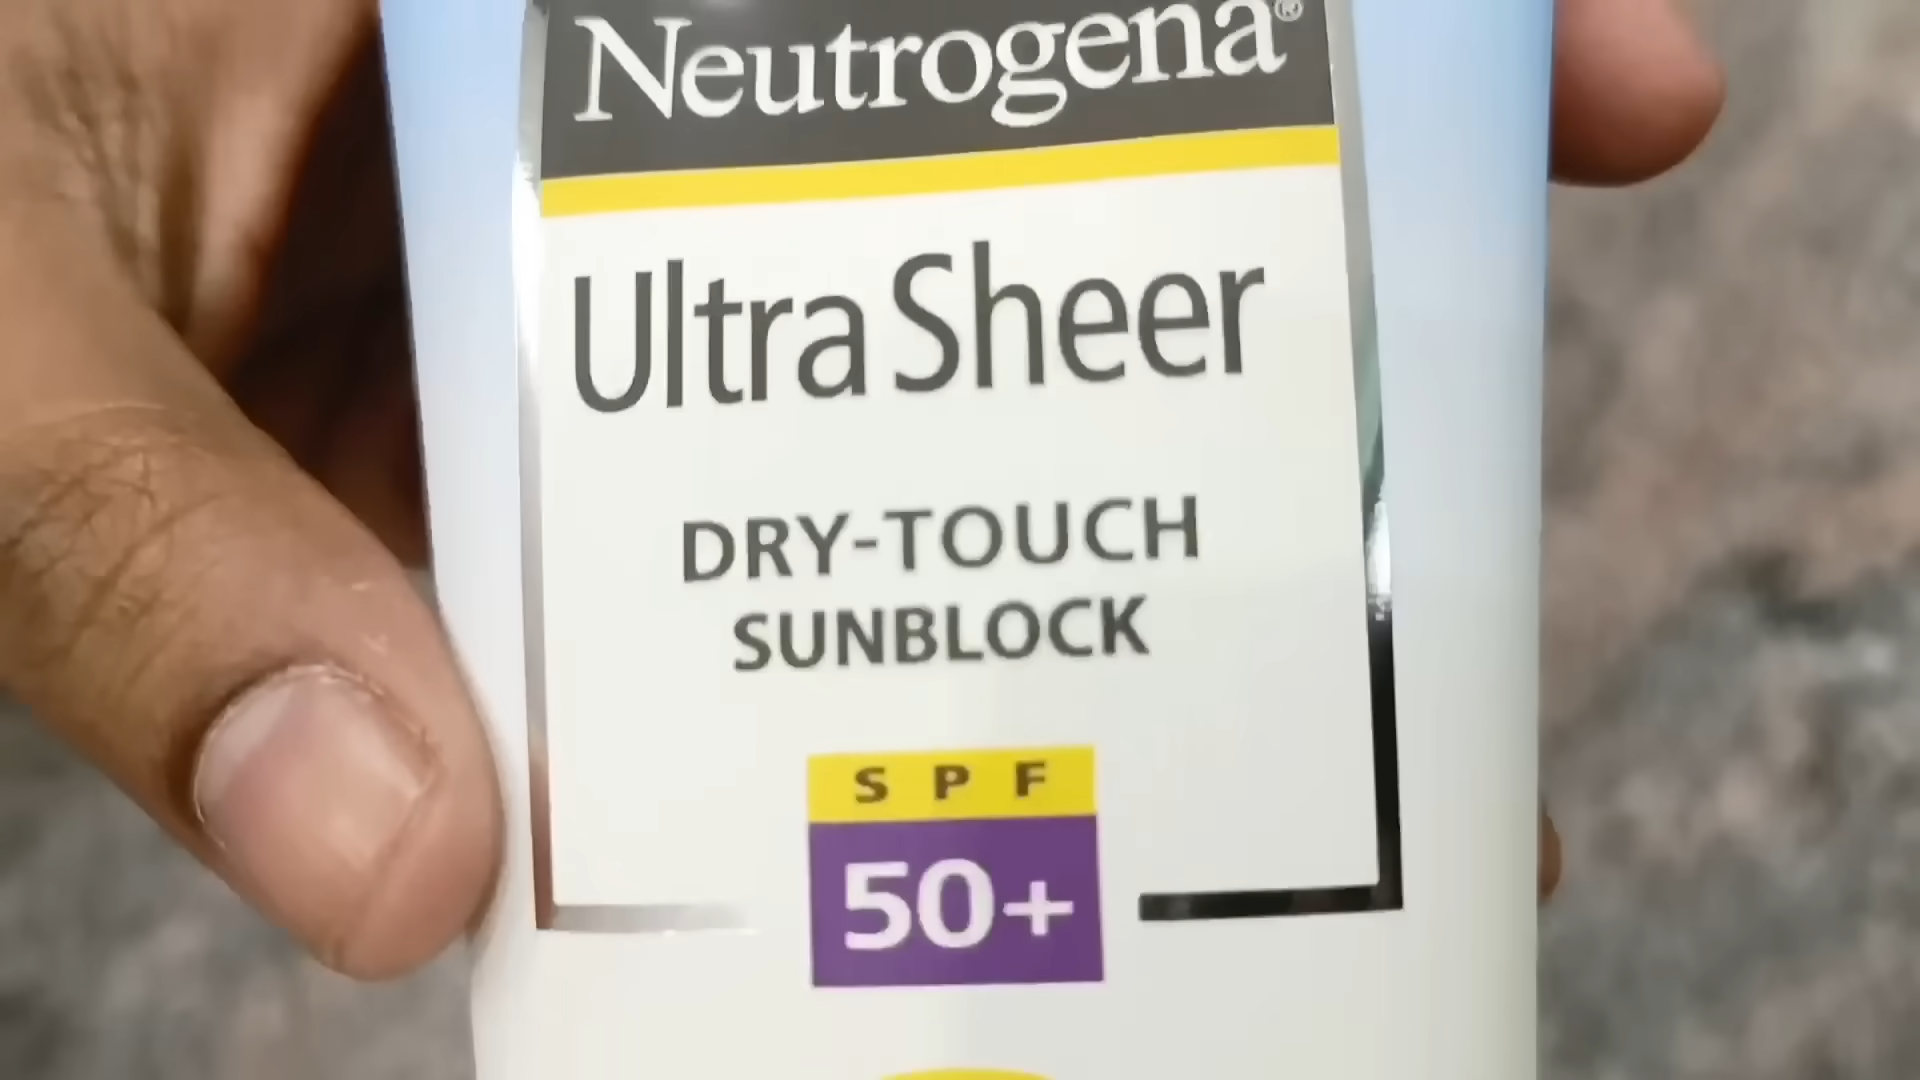 Neutrogena®
Ultra Sheer
DRY-TOUCH
SUNBLOCK
SPF
50+